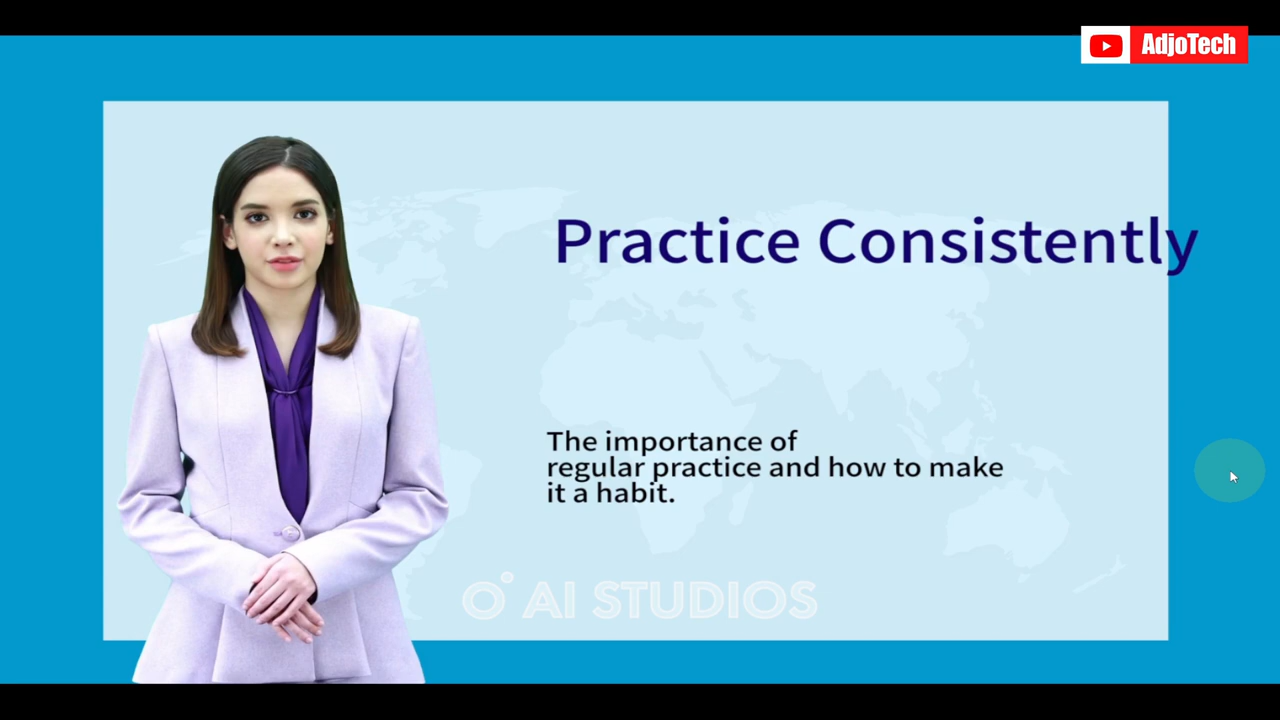 AdjoTech
Practice Consistently
The importance of
regular practice and how to make
it a habit.
AI STUDIOS